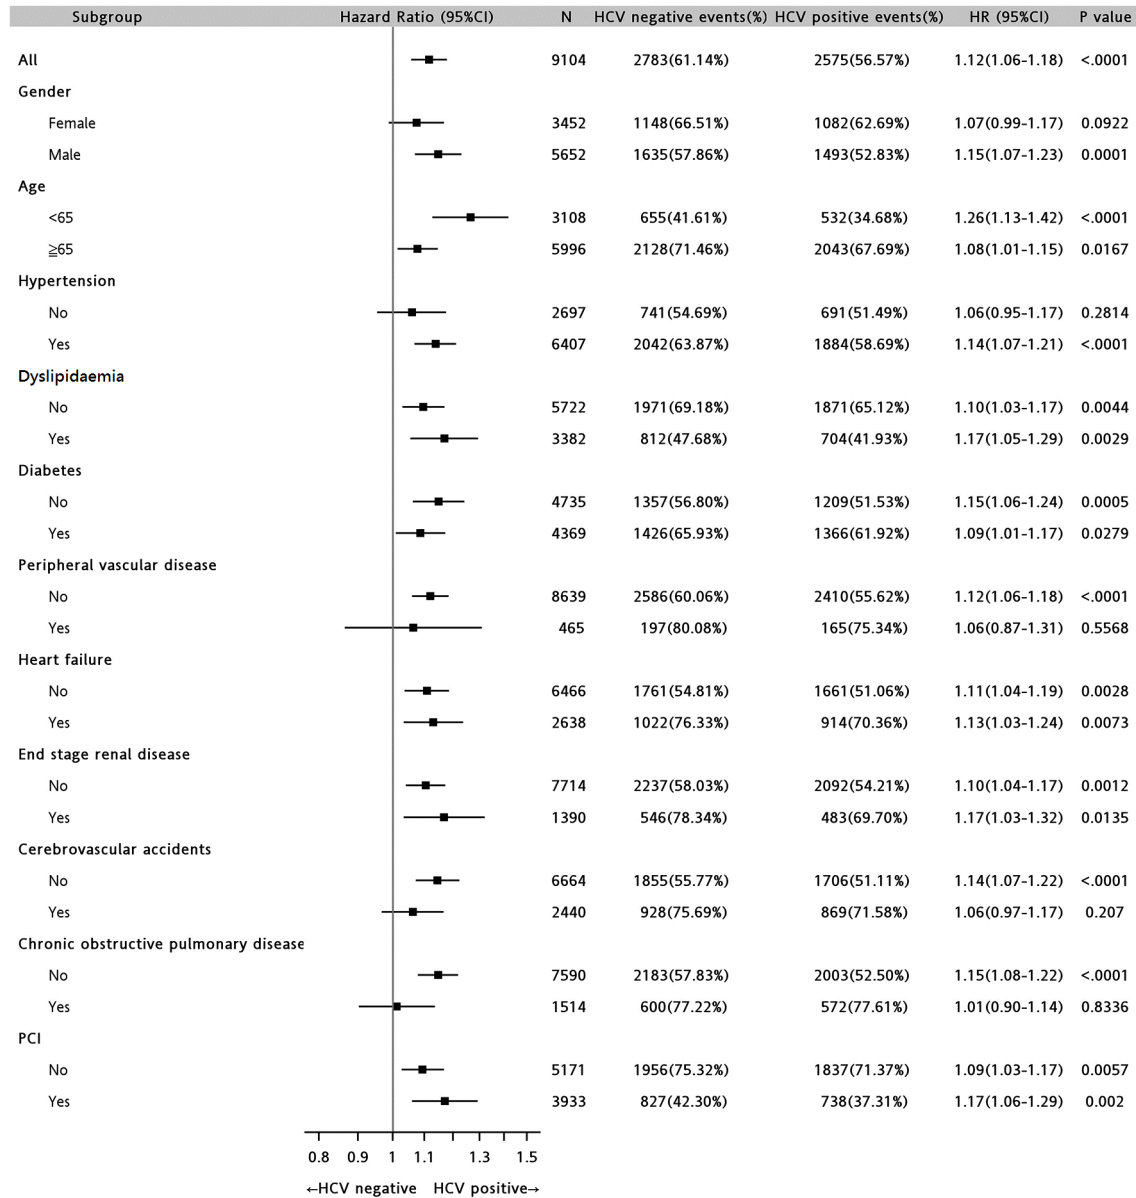 Subgroup Hazard Ratio (95%CI) N HCV negative events(%) HCV positive events(%) HR (95%CI) P value
All 9104 2783(61.14%) 2575(56.57%) 1.12(1.06-1.18) <.0001
Gender
Female 3452 1148(66.51%) 1082(62.69%) 1.07(0.99-1.17) 0.0922
Male 5652 1635(57.86%) 1493(52.83%) 1.15(1.07-1.23) 0.0001
Age
<65 3108 655(41.61%) 532(34.68%) 1.26(1.13-1.42) <.0001
≧65 5996 2128(71.46%) 2043(67.69%) 1.08(1.01-1.15) 0.0167
Hypertension
No 2697 741(54.69%) 691(51.49%) 1.06(0.95-1.17) 0.2814
Yes 6407 2042(63.87%) 1884(58.69%) 1.14(1.07-1.21) <.0001
Dyslipidaemia
No 5722 1971(69.18%) 1871(65.12%) 1.10(1.03-1.17) 0.0044
Yes 3382 812(47.68%) 704(41.93%) 1.17(1.05-1.29) 0.0029
Diabetes
No 4735 1357(56.80%) 1209(51.53%) 1.15(1.06-1.24) 0.0005
Yes 4369 1426(65.93%) 1366(61.92%) 1.09(1.01-1.17) 0.0279
Peripheral vascular disease
No 8639 2586(60.06%) 2410(55.62%) 1.12(1.06-1.18) <.0001
Yes 465 197(80.08%) 165(75.34%) 1.06(0.87-1.31) 0.5568
Heart failure
No 6466 1761(54.81%) 1661(51.06%) 1.11(1.04-1.19) 0.0028
Yes 2638 1022(76.33%) 914(70.36%) 1.13(1.03-1.24) 0.0073
End stage renal disease
No 7714 2237(58.03%) 2092(54.21%) 1.10(1.04-1.17) 0.0012
Yes 1390 546(78.34%) 483(69.70%) 1.17(1.03-1.32) 0.0135
Cerebrovascular accidents
No 6664 1855(55.77%) 1706(51.11%) 1.14(1.07-1.22) <.0001
Yes 2440 928(75.69%) 869(71.58%) 1.06(0.97-1.17) 0.207
Chronic obstructive pulmonary disease
No 7590 2183(57.83%) 2003(52.50%) 1.15(1.08-1.22) <.0001
Yes 1514 600(77.22%) 572(77.61%) 1.01(0.90-1.14) 0.8336
PCI
No 5171 1956(75.32%) 1837(71.37%) 1.09(1.03-1.17) 0.0057
Yes 3933 827(42.30%) 738(37.31%) 1.17(1.06-1.29) 0.002
0.8 0.9 1 1.1 1.3 1.5
←HCV negative HCV positive→